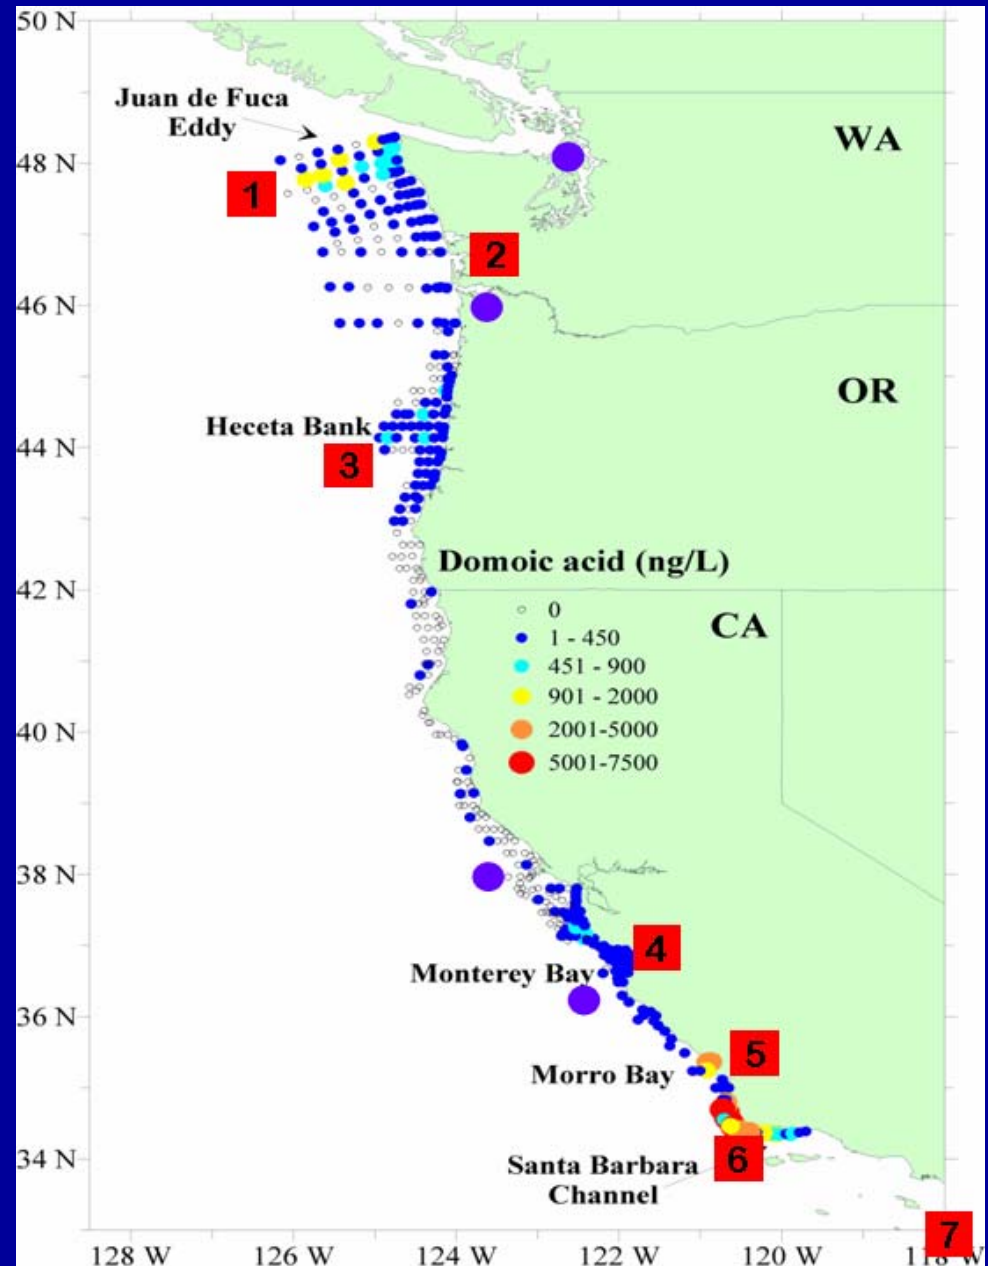 50 N
Juan de Fuca
Eddy
WA
48 N
1
2
46 N
OR
Heceta Bank
44 N
3
Domoic acid (ng/L)
42 N
CA
0
1 - 450
451 - 900
901 - 2000
40 N
2001-5000
5001-7500
38 N
4
Monterey Bay
36 N
5
Morro Bay
34 N
6
Santa Barbara
Channel
7
128 W
126 W
124 W
122 W
120 W